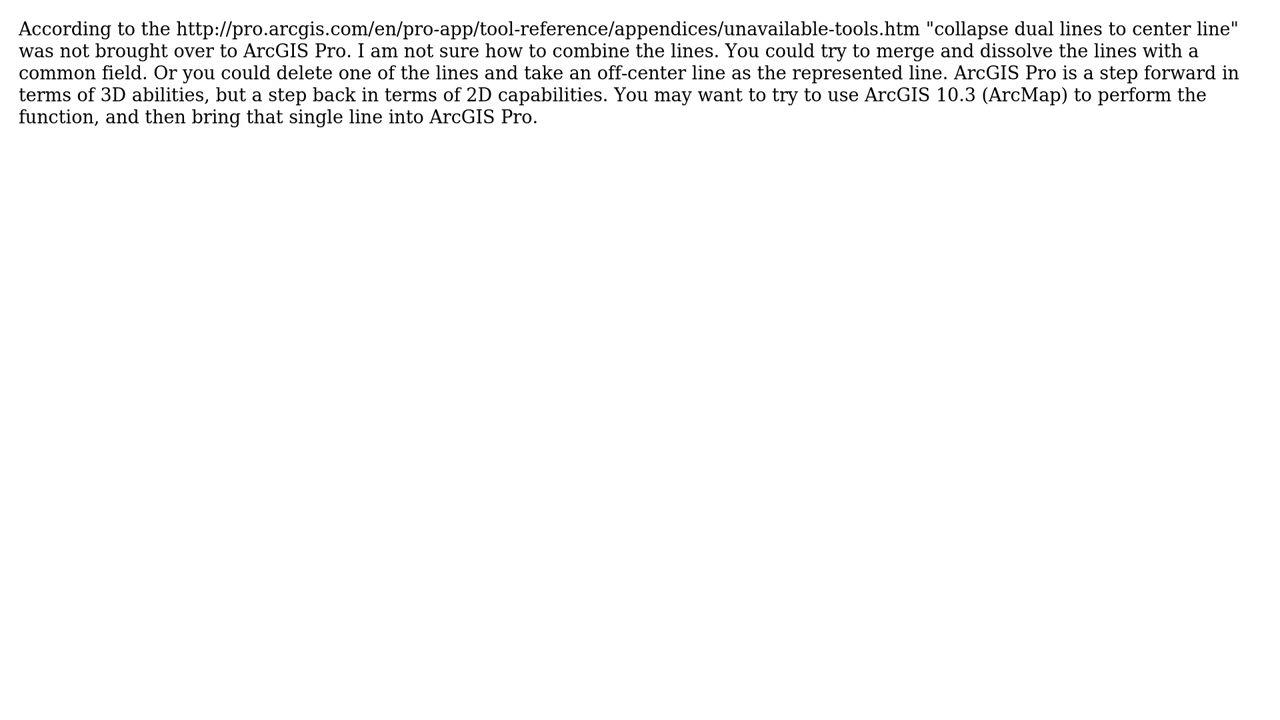 According to the http://pro.arcgis.com/en/pro-app/tool-reference/appendices/unavailable-tools.htm "collapse dual lines to center line"
was not brought over to ArcGIS Pro. I am not sure how to combine the lines. You could try to merge and dissolve the lines with a
common field. Or you could delete one of the lines and take an off-center line as the represented line. ArcGIS Pro is a step forward in
terms of 3D abilities, but a step back in terms of 2D capabilities. You may want to try to use ArcGIS 10.3 (ArcMap) to perform the
function, and then bring that single line into ArcGIS Pro.